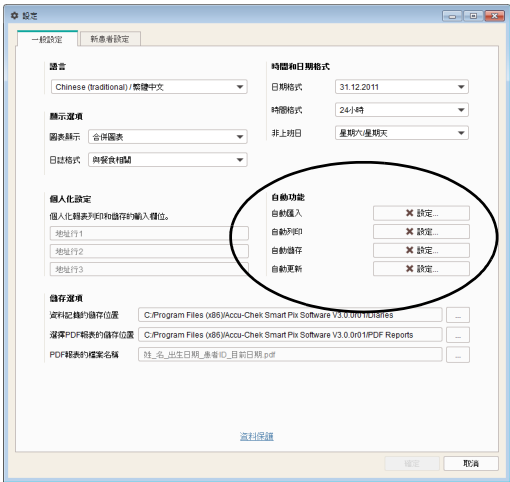 設定
一般設定 新患者設定
語言
Chinese (traditional) / 繁體中文
顯示選項
圖表顯示 合併圖表
日誌格式 與餐食相關
時間和日期格式
日期格式 31.12.2011
時間格式 24小時
非上班日 星期六/星期天
個人化設定
個人化報表列印和儲存的輸入欄位。
地址行1
地址行2
地址行3
自動功能
自動匯入 設定...
自動列印 設定...
自動儲存 設定...
自動更新 設定...
儲存選項
資料記錄的儲存位置 C:/Program Files (x86)/Accu-Chek Smart Pix Software V3.0.0r01/Diaries ...
選擇PDF報表的儲存位置 C:/Program Files (x86)/Accu-Chek Smart Pix Software V3.0.0r01/PDF Reports ...
PDF報表的檔案名稱 姓_名_出生日期_患者ID_目前日期.pdf ...
資料保護
確定 取消